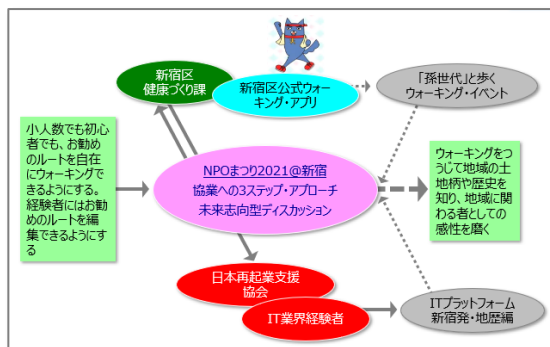 新宿区
健康づくり課
新宿区公式ウォー
キング・アプリ
「孫世代」と歩く
ウォーキング・イベント
小人数でも初心
者でも、お勧め
のルートを自在
にウォーキングで
きるようにする。
経験者にはお勧
めのルートを編
集できるようにす
る
NPOまつり2021@新宿
協業への3ステップ・アプローチ
未来志向型ディスカッション
ウォーキングをつ
うじて地域の土
地柄や歴史を
知り、地域に関
わる者としての
感性を磨く
日本再起業支援
協会
IT業界経験者
ITプラットフォーム
新宿発・地歴編